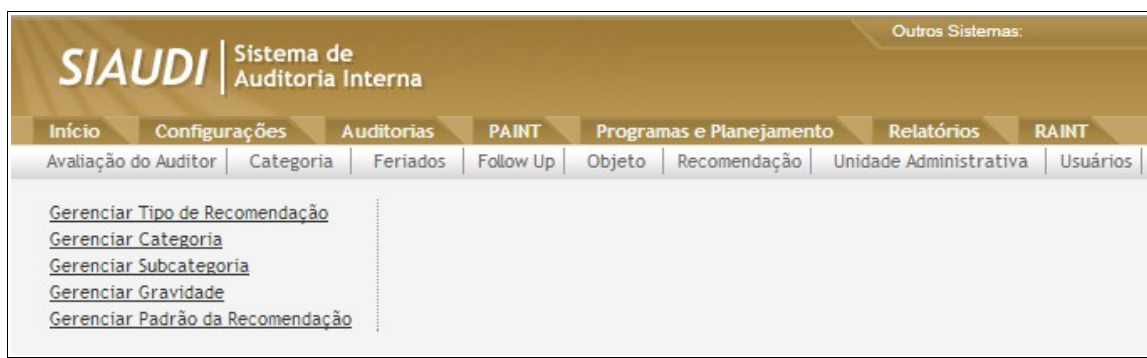 Outros Sistemas:
SIAUDI
Sistema de
Auditoria Interna
Início Configurações Auditorias PAINT Programas e Planejamento Relatórios RAINT
Avaliação do Auditor Categoria Feriados Follow Up Objeto Recomendação Unidade Administrativa Usuários
Gerenciar Tipo de Recomendação
Gerenciar Categoria
Gerenciar Subcategoria
Gerenciar Gravidade
Gerenciar Padrão da Recomendação